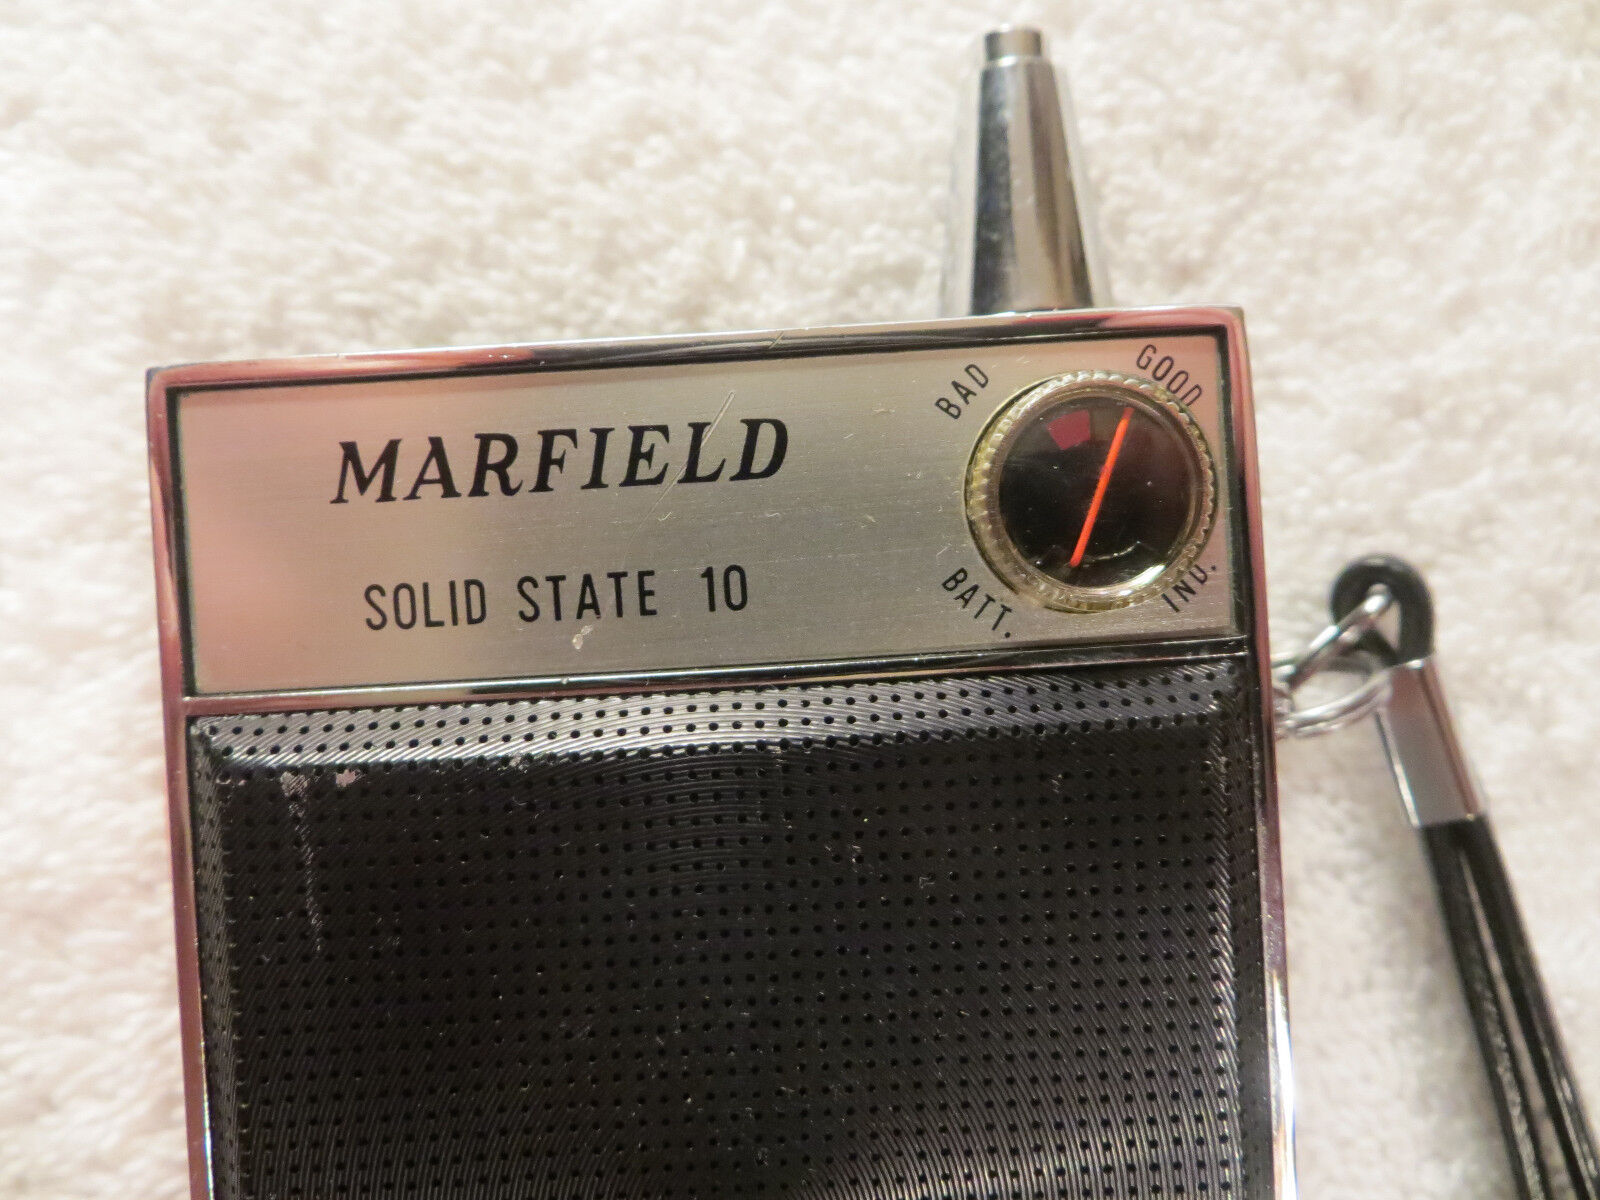 MARFIELD
SOLID STATE 10
BAD
GOOD
BATT.
IND.